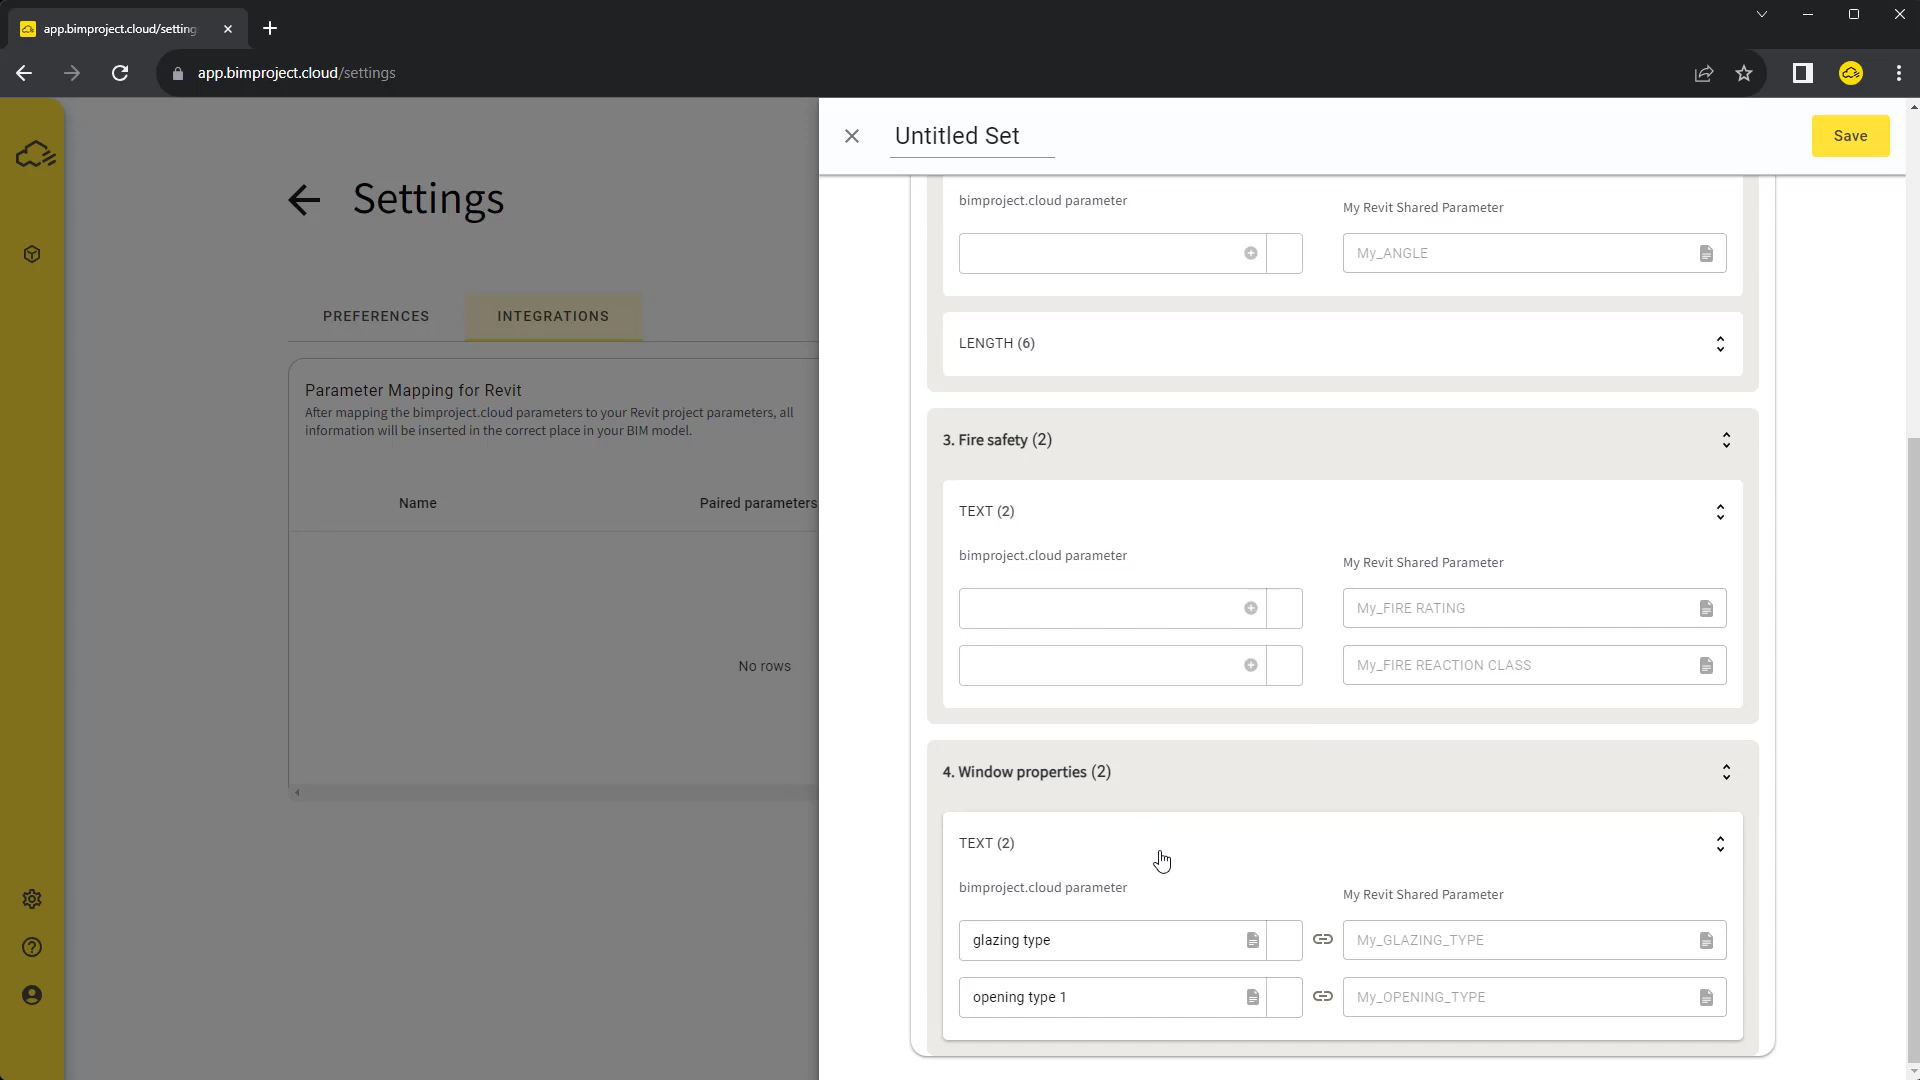 app.bimproject.cloud/setting
app.bimproject.cloud/settings
Settings
PREFERENCES
INTEGRATIONS
Parameter Mapping for Revit
After mapping the bimproject.cloud parameters to your Revit project parameters, all
information will be inserted in the correct place in your BIM model.
Name
Paired parameters
No rows
Untitled Set
Save
bimproject.cloud parameter
My Revit Shared Parameter
My_ANGLE
LENGTH (6)
3. Fire safety (2)
TEXT (2)
bimproject.cloud parameter
My Revit Shared Parameter
My_FIRE RATING
My_FIRE REACTION CLASS
4. Window properties (2)
TEXT (2)
bimproject.cloud parameter
My Revit Shared Parameter
glazing type
My_GLAZING_TYPE
opening type 1
My_OPENING_TYPE